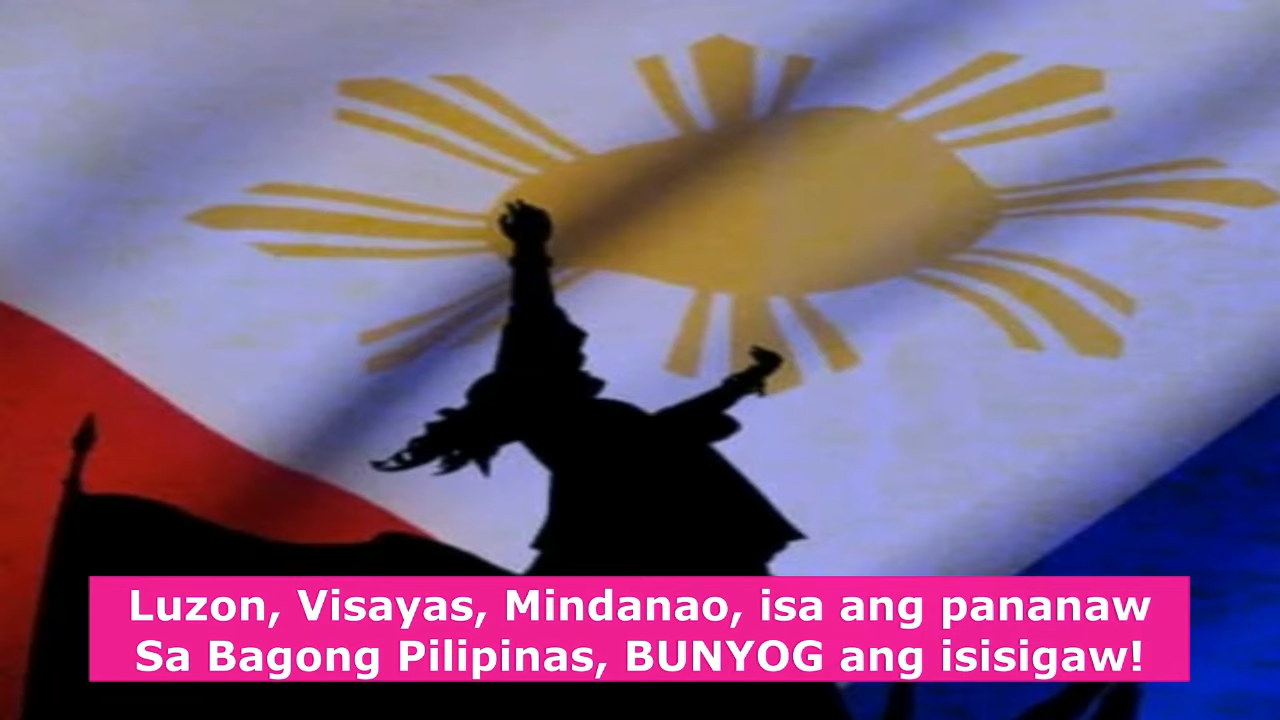 Luzon, Visayas, Mindanao, isa ang pananaw
Sa Bagong Pilipinas, BUNYOG ang isisigaw!